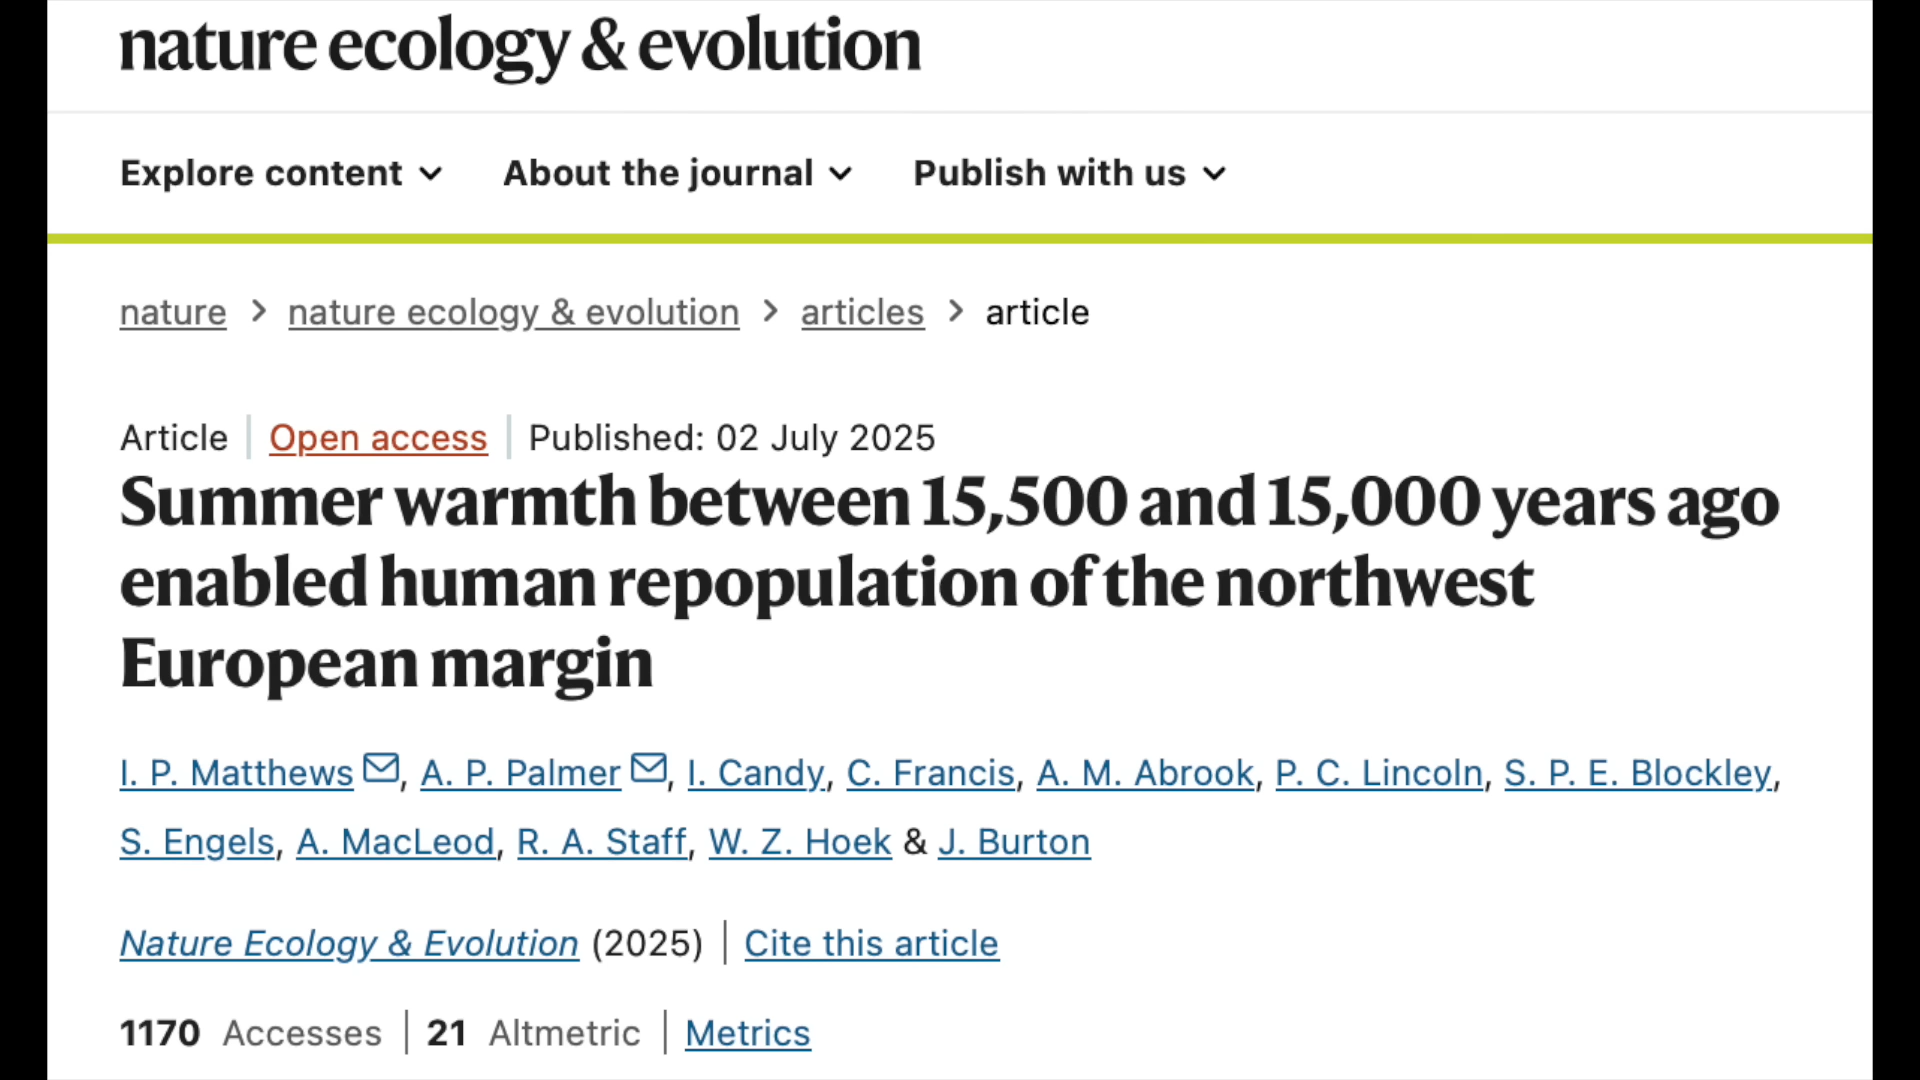 nature ecology & evolution
Explore content About the journal Publish with us
nature > nature ecology & evolution > articles > article
Article | Open access | Published: 02 July 2025
Summer warmth between 15,500 and 15,000 years ago
enabled human repopulation of the northwest
European margin
I. P. Matthews, A. P. Palmer, I. Candy, C. Francis, A. M. Abrook, P. C. Lincoln, S. P. E. Blockley,
S. Engels, A. MacLeod, R. A. Staff, W. Z. Hoek & J. Burton
Nature Ecology & Evolution (2025) | Cite this article
1170 Accesses | 21 Altmetric | Metrics